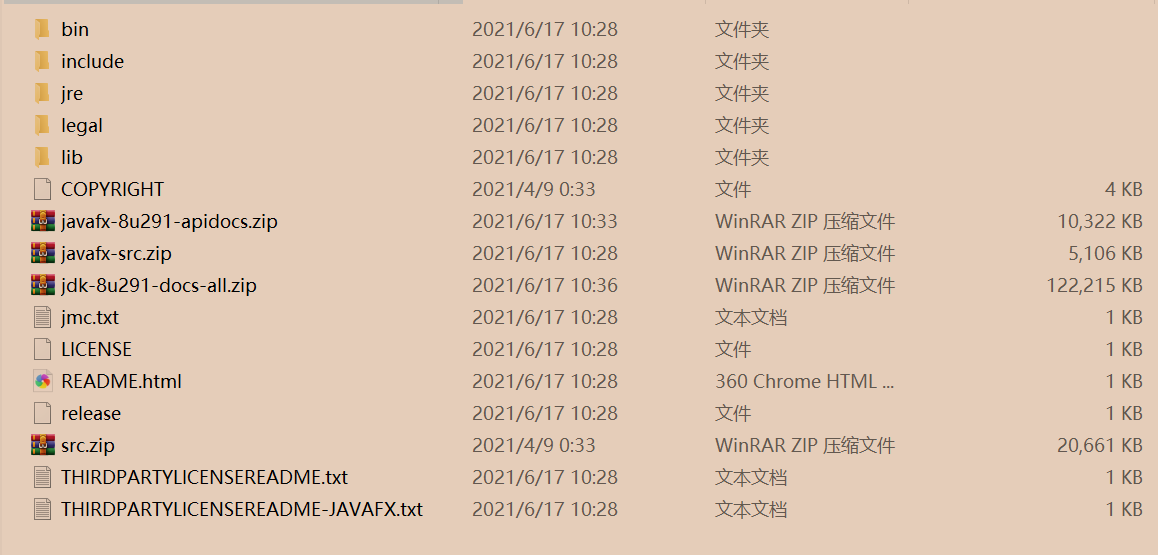 bin 2021/6/17 10:28 文件夹
include 2021/6/17 10:28 文件夹
jre 2021/6/17 10:28 文件夹
legal 2021/6/17 10:28 文件夹
lib 2021/6/17 10:28 文件夹
COPYRIGHT 2021/4/9 0:33 文件 4 KB
javafx-8u291-apidocs.zip 2021/6/17 10:33 WinRAR ZIP 压缩文件 10,322 KB
javafx-src.zip 2021/6/17 10:28 WinRAR ZIP 压缩文件 5,106 KB
jdk-8u291-docs-all.zip 2021/6/17 10:36 WinRAR ZIP 压缩文件 122,215 KB
jmc.txt 2021/6/17 10:28 文本文档 1 KB
LICENSE 2021/6/17 10:28 文件 1 KB
README.html 2021/6/17 10:28 360 Chrome HTML ... 1 KB
release 2021/6/17 10:28 文件 1 KB
src.zip 2021/4/9 0:33 WinRAR ZIP 压缩文件 20,661 KB
THIRDPARTYLICENSEREADME.txt 2021/6/17 10:28 文本文档 1 KB
THIRDPARTYLICENSEREADME-JAVAFX.txt 2021/6/17 10:28 文本文档 1 KB